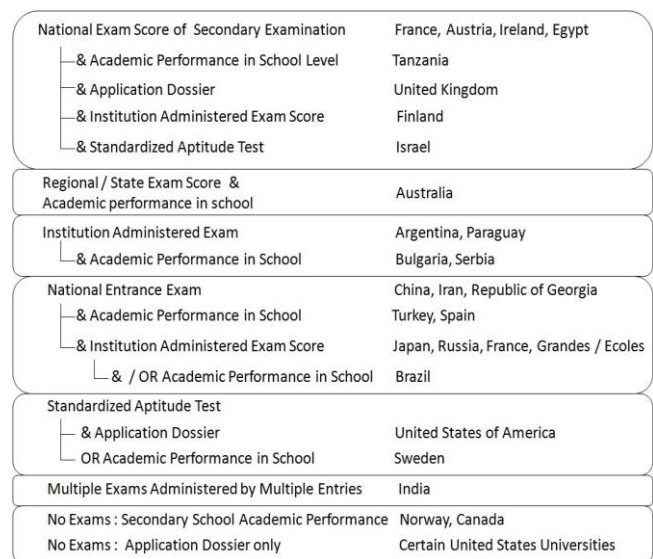 National Exam Score of Secondary Examination France, Austria, Ireland, Egypt
& Academic Performance in School Level Tanzania
& Application Dossier United Kingdom
& Institution Administered Exam Score Finland
& Standardized Aptitude Test Israel
Regional / State Exam Score &
Academic performance in school Australia
Institution Administered Exam Argentina, Paraguay
& Academic Performance in School Bulgaria, Serbia
National Entrance Exam China, Iran, Republic of Georgia
& Academic Performance in School Turkey, Spain
& Institution Administered Exam Score Japan, Russia, France, Grandes / Ecoles
& / OR Academic Performance in School Brazil
Standardized Aptitude Test
& Application Dossier United States of America
OR Academic Performance in School Sweden
Multiple Exams Administered by Multiple Entries India
No Exams : Secondary School Academic Performance Norway, Canada
No Exams : Application Dossier only Certain United States Universities